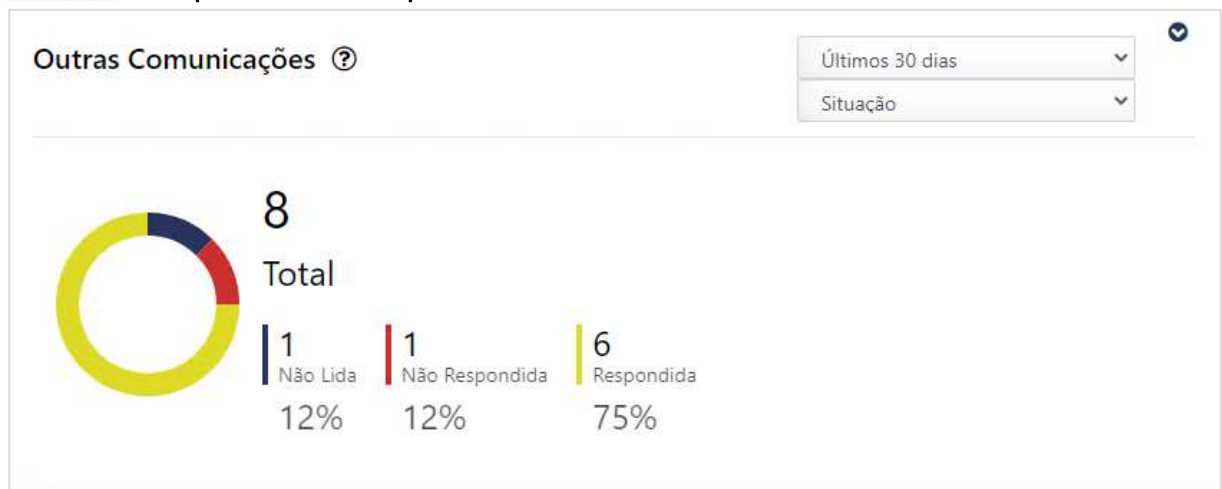 Outras Comunicações ?
Últimos 30 dias
Situação
8
Total
1
Não Lida
12%
1
Não Respondida
12%
6
Respondida
75%